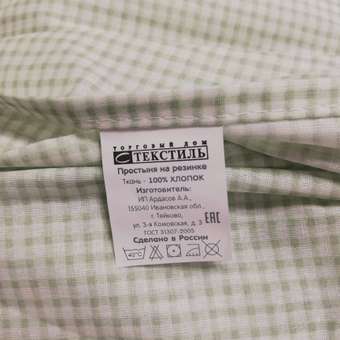 ТОРГОВЫЙ ДОМ
ТЕКСТИЛЬ
Простыня на резинке
Ткань - 100% ХЛОПОК
Изготовитель:
ИП Ардасов А.А.,
155040 Ивановская обл.,
г. Тейково,
ул. 3-я Комовская, д. 3
ГОСТ 31307-2005
Сделано в России
EAC